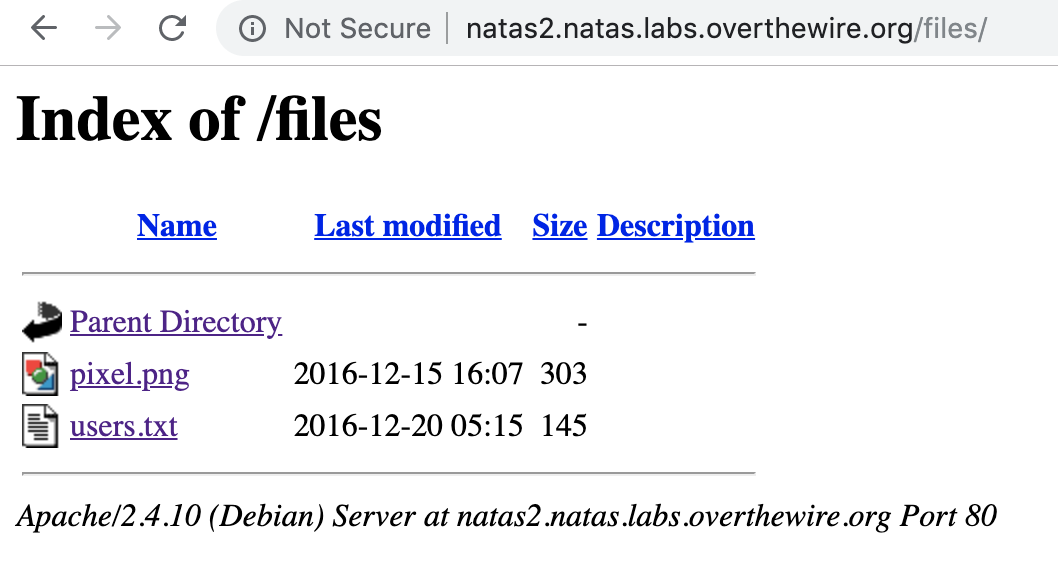 Not Secure natas2.natas.labs.overthewire.org/files/
Index of /files
Name Last modified Size Description
Parent Directory -
pixel.png 2016-12-15 16:07 303
users.txt 2016-12-20 05:15 145
Apache/2.4.10 (Debian) Server at natas2.natas.labs.overthewire.org Port 80